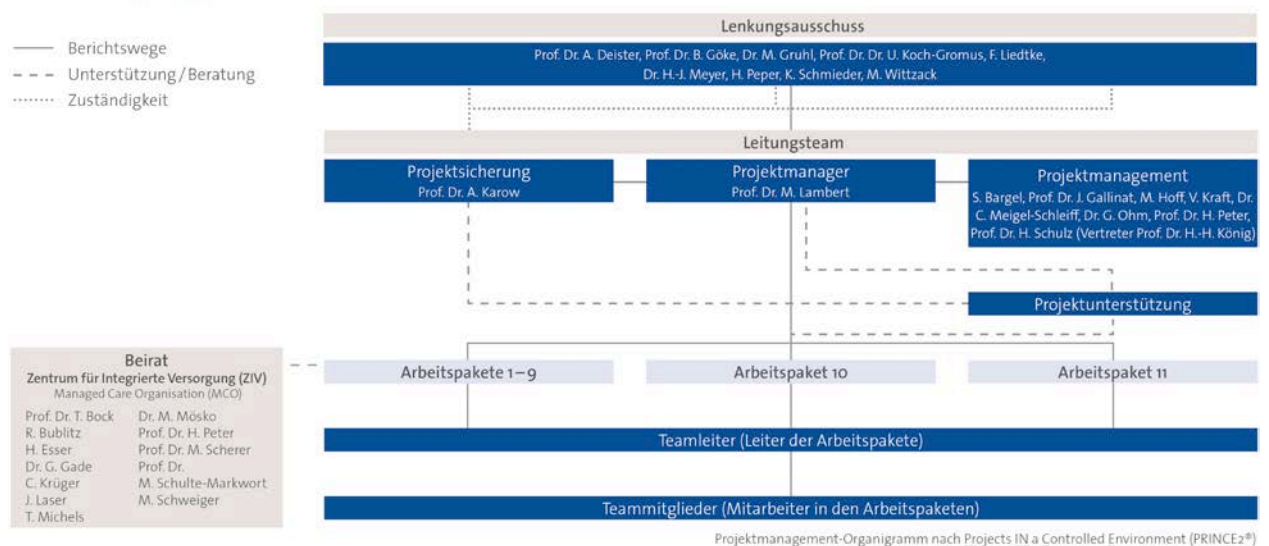 Lenkungsausschuss
Berichtswege
Unterstützung/Beratung
Zuständigkeit
Prof. Dr. A. Deister, Prof. Dr. B. Göke, Dr. M. Gruhl, Prof. Dr. Dr. U. Koch-Gromus, F. Liedtke,
Dr. H.-J. Meyer, H. Peper, K. Schmieder, M. Wittzack
Leitungsteam
Projektsicherung
Prof. Dr. A. Karow
Projektmanager
Prof. Dr. M. Lambert
Projektmanagement
S. Bargel, Prof. Dr. J. Gallinat, M. Hoff, V. Kraft, Dr.
C. Meigel-Schleiff, Dr. G. Ohm, Prof. Dr. H. Peter,
Prof. Dr. H. Schulz (Vertreter Prof. Dr. H.-H. König)
Projektunterstützung
Beirat
Zentrum für Integrierte Versorgung (ZIV)
Managed Care Organisation (MCO)
Prof. Dr. T. Bock
R. Bublitz
H. Esser
Dr. G. Gade
C. Krüger
J. Laser
T. Michels
Dr. M. Mösko
Prof. Dr. H. Peter
Prof. Dr. M. Scherer
Prof. Dr.
M. Schulte-Markwort
M. Schweiger
Arbeitspakete 1–9
Arbeitspaket 10
Arbeitspaket 11
Teamleiter (Leiter der Arbeitspakete)
Teammitglieder (Mitarbeiter in den Arbeitspaketen)
Projektmanagement-Organigramm nach Projects IN a Controlled Environment (PRINCE2®)